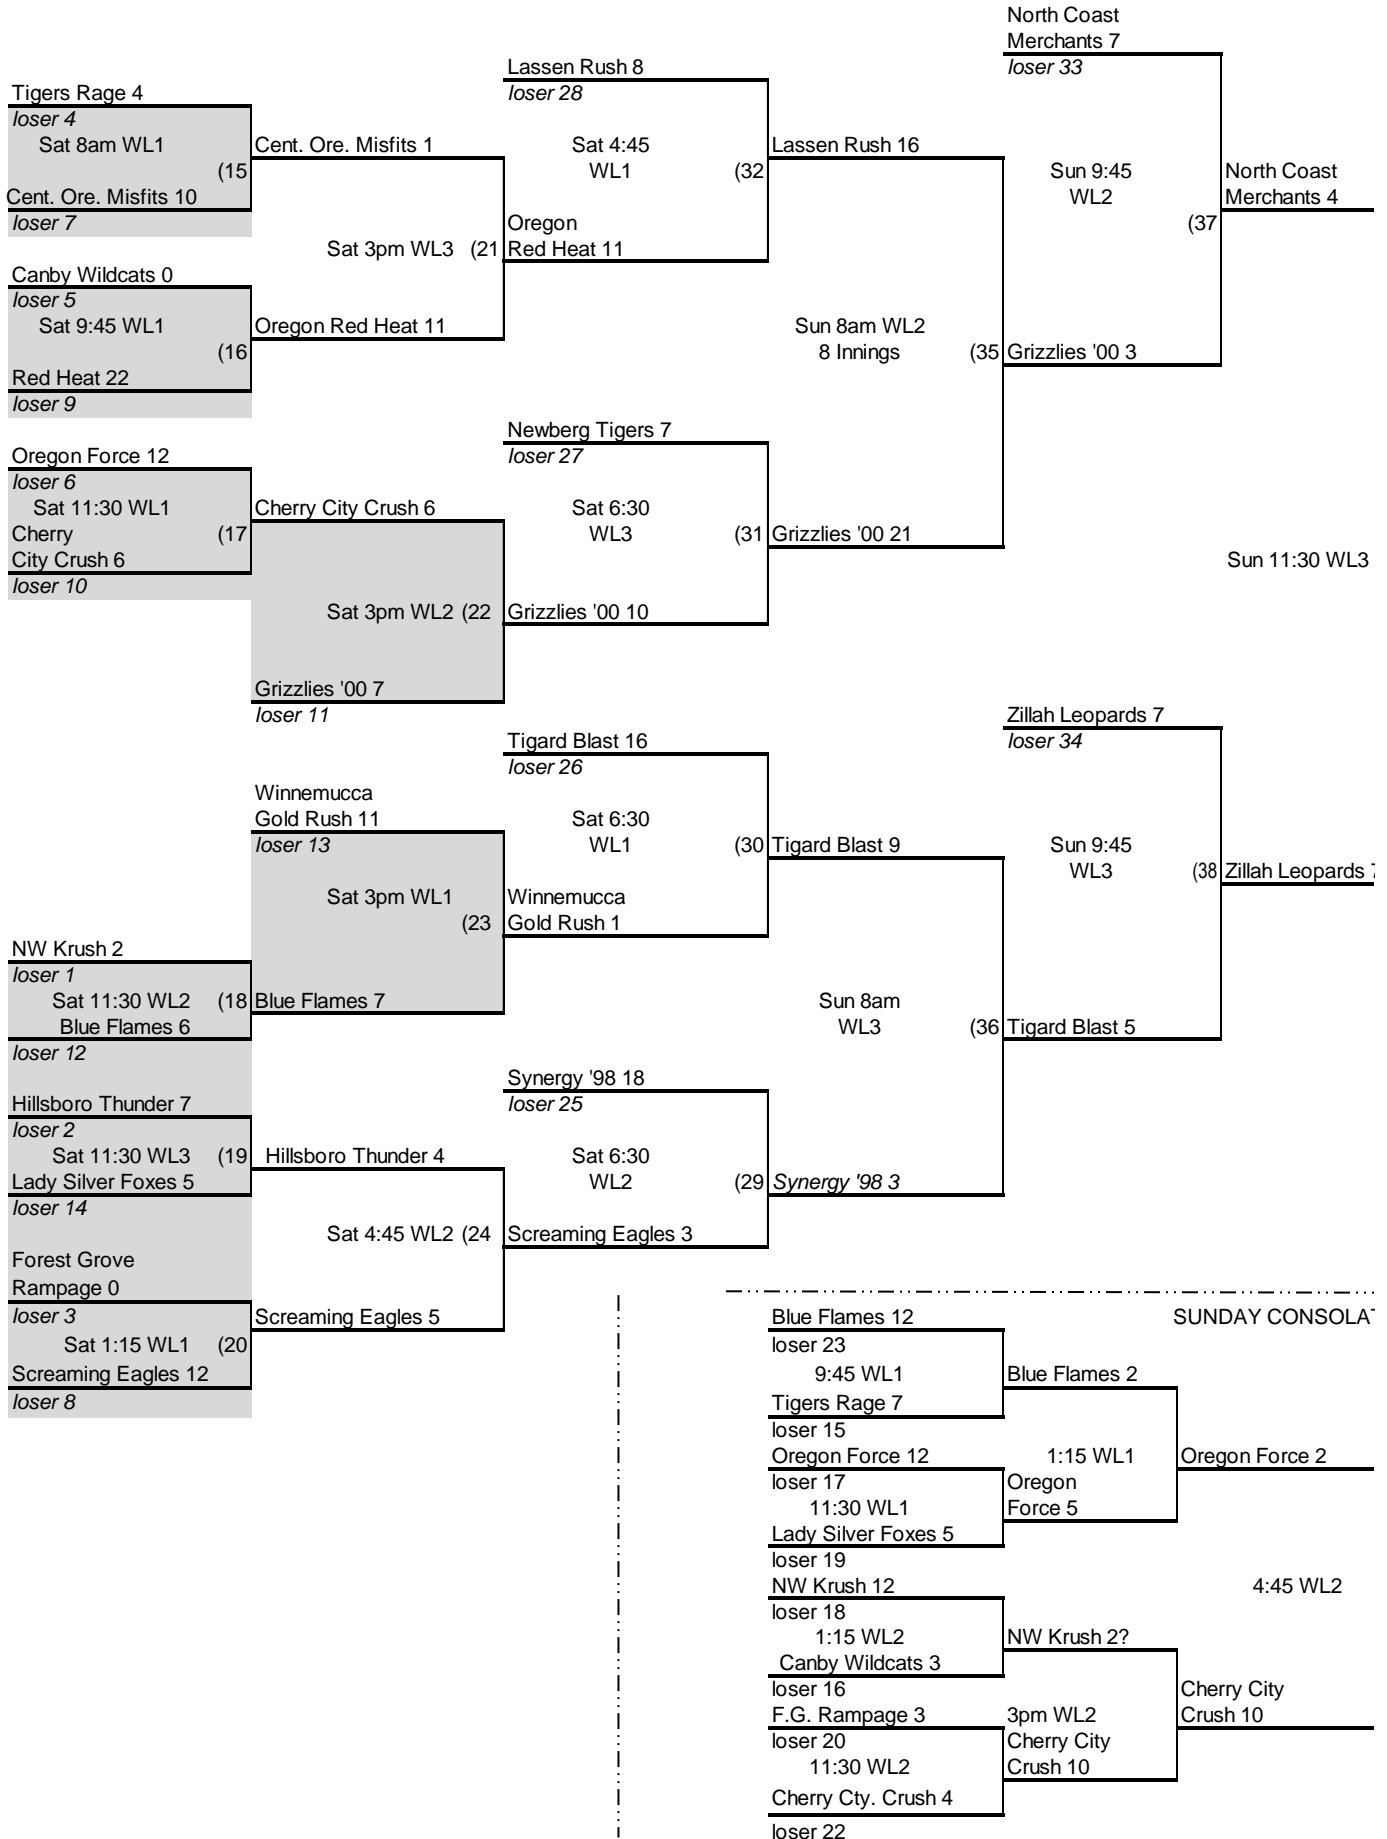 North Coast
Merchants 7
loser 33
Lassen Rush 8
loser 28
Tigers Rage 4
loser 4
Sat 8am WL1
(15
Cent. Ore. Misfits 10
loser 7
Cent. Ore. Misfits 1
Sat 4:45
WL1
(32
Lassen Rush 16
Sun 9:45
WL2
(37
North Coast
Merchants 4
Sat 3pm WL3 (21
Oregon
Red Heat 11
Canby Wildcats 0
loser 5
Sat 9:45 WL1
(16
Red Heat 22
loser 9
Oregon Red Heat 11
Sun 8am WL2
8 Innings
(35
Grizzlies '00 3
Newberg Tigers 7
loser 27
Oregon Force 12
loser 6
Sat 11:30 WL1
Cherry
(17
City Crush 6
loser 10
Cherry City Crush 6
Sat 6:30
WL3
(31
Grizzlies '00 21
Sun 11:30 WL3
Sat 3pm WL2 (22
Grizzlies '00 10
Grizzlies '00 7
loser 11
Zillah Leopards 7
loser 34
Tigard Blast 16
loser 26
Winnemucca
Gold Rush 11
loser 13
Sat 6:30
WL1
(30
Tigard Blast 9
Sun 9:45
WL3
(38
Zillah Leopards 7
Sat 3pm WL1
(23
Winnemucca
Gold Rush 1
NW Krush 2
loser 1
Sat 11:30 WL2
(18
Blue Flames 6
loser 12
Blue Flames 7
Sun 8am
WL3
(36
Tigard Blast 5
Synergy '98 18
loser 25
Hillsboro Thunder 7
loser 2
Sat 11:30 WL3
(19
Lady Silver Foxes 5
loser 14
Hillsboro Thunder 4
Sat 6:30
WL2
(29
Synergy '98 3
Sat 4:45 WL2 (24
Screaming Eagles 3
Forest Grove
Rampage 0
loser 3
Sat 1:15 WL1
(20
Screaming Eagles 12
loser 8
Screaming Eagles 5
SUNDAY CONSOLAT
Blue Flames 12
loser 23
9:45 WL1
Tigers Rage 7
loser 15
Blue Flames 2
Oregon Force 12
loser 17
11:30 WL1
Lady Silver Foxes 5
loser 19
1:15 WL1
Oregon
Force 5
Oregon Force 2
NW Krush 12
loser 18
1:15 WL2
Canby Wildcats 3
loser 16
NW Krush 2?
4:45 WL2
F.G. Rampage 3
loser 20
11:30 WL2
Cherry Cty. Crush 4
loser 22
3pm WL2
Cherry City
Crush 10
Cherry City
Crush 10